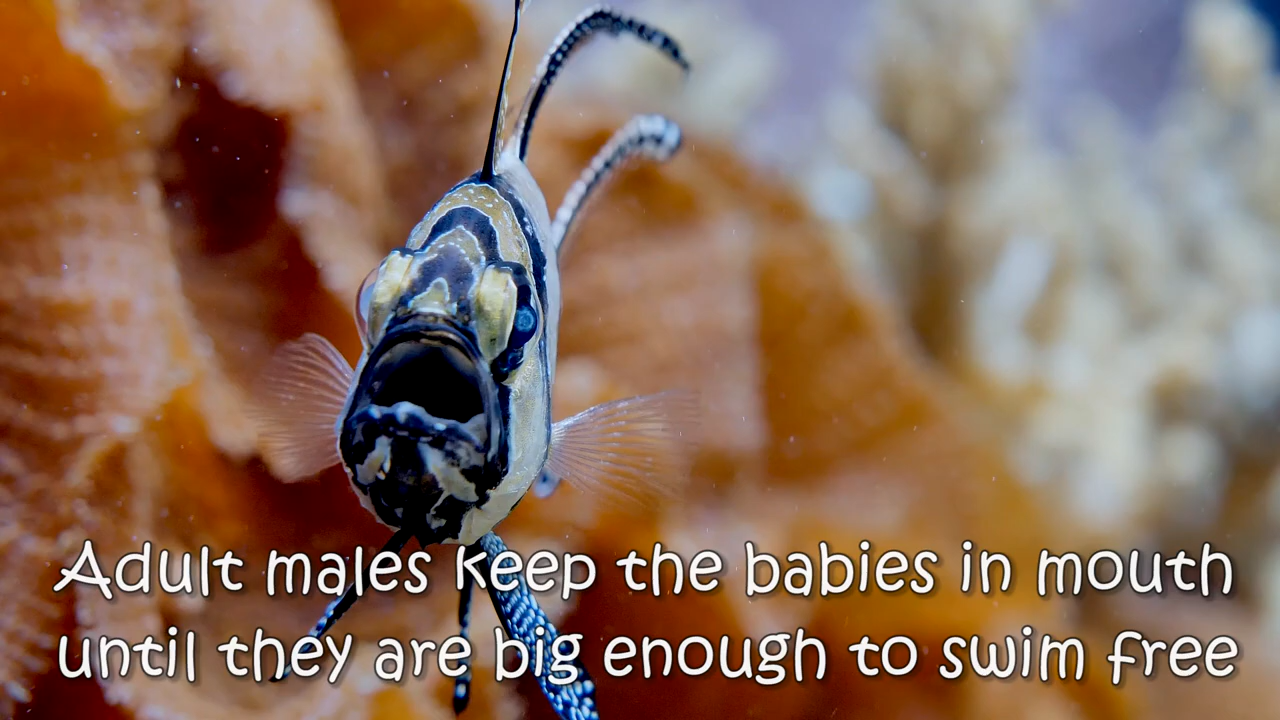 Adult males keep the babies in mouth
until they are big enough to swim free